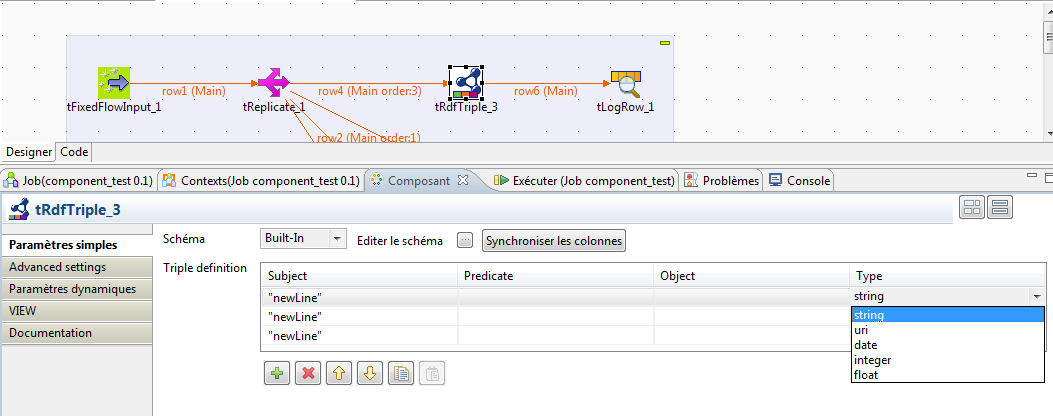 row1 (Main)
row4 (Main order:3)
row6 (Main)
tFixedFlowInput_1
tReplicate_1
tRdfTriple_3
tLogRow_1
row2 (Main order:1)
Designer
Code
Job(component_test 0.1)
Contexts(Job component_test 0.1)
Composant
Exécuter (Job component_test)
Problèmes
Console
tRdfTriple_3
Paramètres simples
Advanced settings
Paramètres dynamiques
VIEW
Documentation
Schéma
Built-In
Editer le schéma
...
Synchroniser les colonnes
Triple definition
Subject
Predicate
Object
Type
"newLine"
string
"newLine"
"newLine"
string
uri
date
integer
float